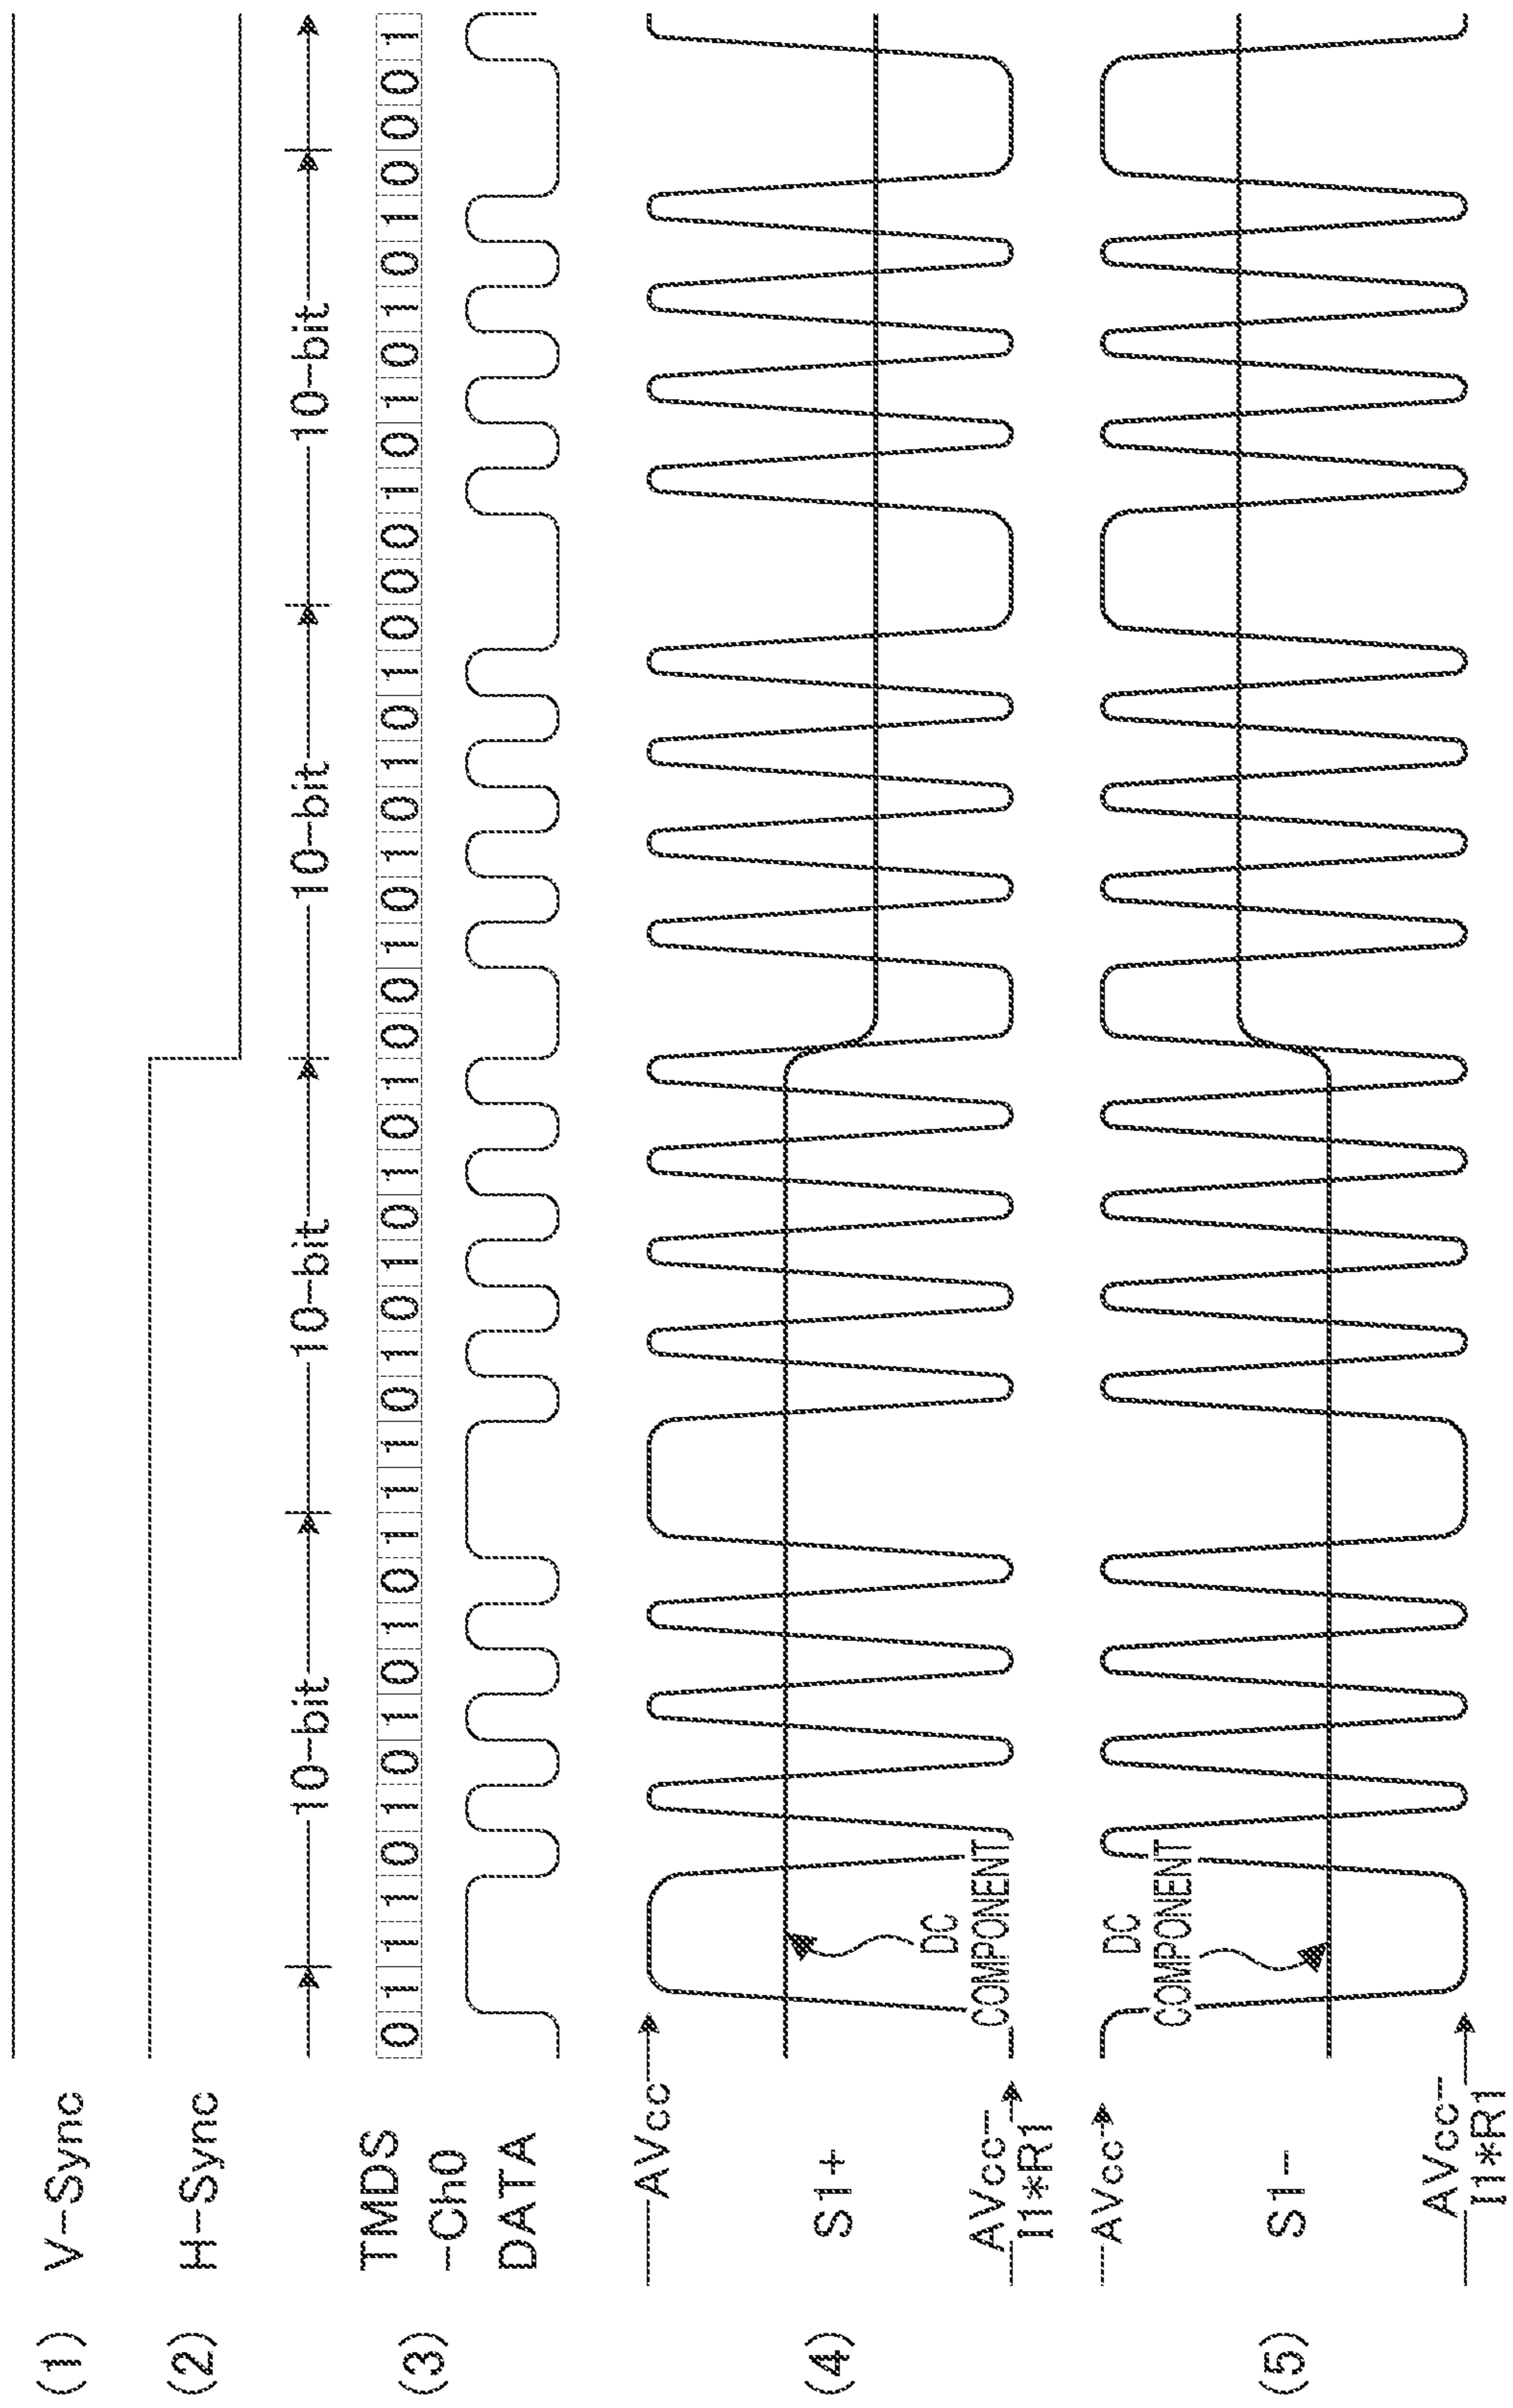 (1) V-Sync
(2) H-Sync
10-bit 10-bit 10-bit 10-bit
(3) TMDS
-Ch0
DATA
0 1 1 1 0 1 0 1 0 1 0 1 1 1 0 1 0 1 0 1 0 1 0 0 1 0 1 0 1 0 1 0 0 0 1 0 1 0 1 0 1 0 0 0 1
AVcc
(4) S1+
DC
COMPONENT
AVcc-
I1*R1
AVcc
DC
COMPONENT
(5) S1-
AVcc-
I1*R1